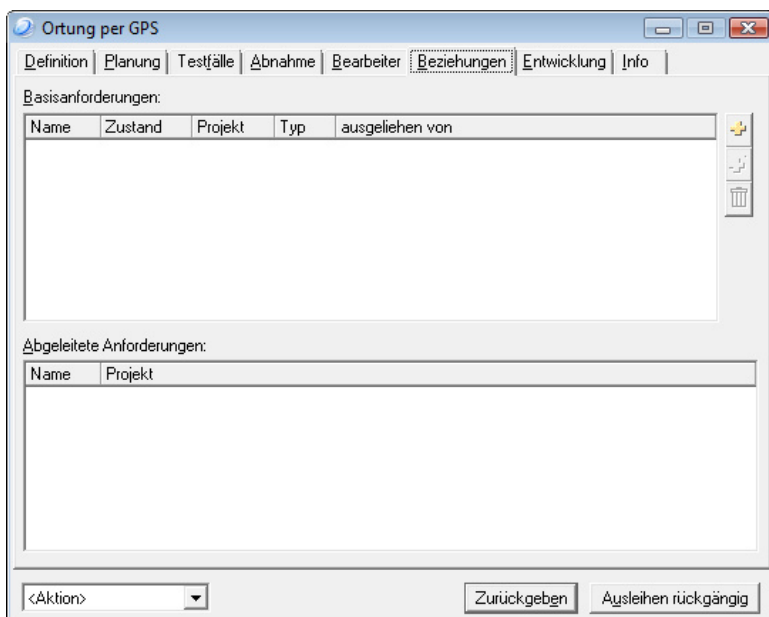 Ortung per GPS
Definition Planung Testfälle Abnahme Bearbeiter Beziehungen Entwicklung Info
Basisanforderungen:
Name Zustand Projekt Typ ausgeliehen von
Abgeleitete Anforderungen:
Name Projekt
<Aktion> Zurückgeben Ausleihen rückgängig